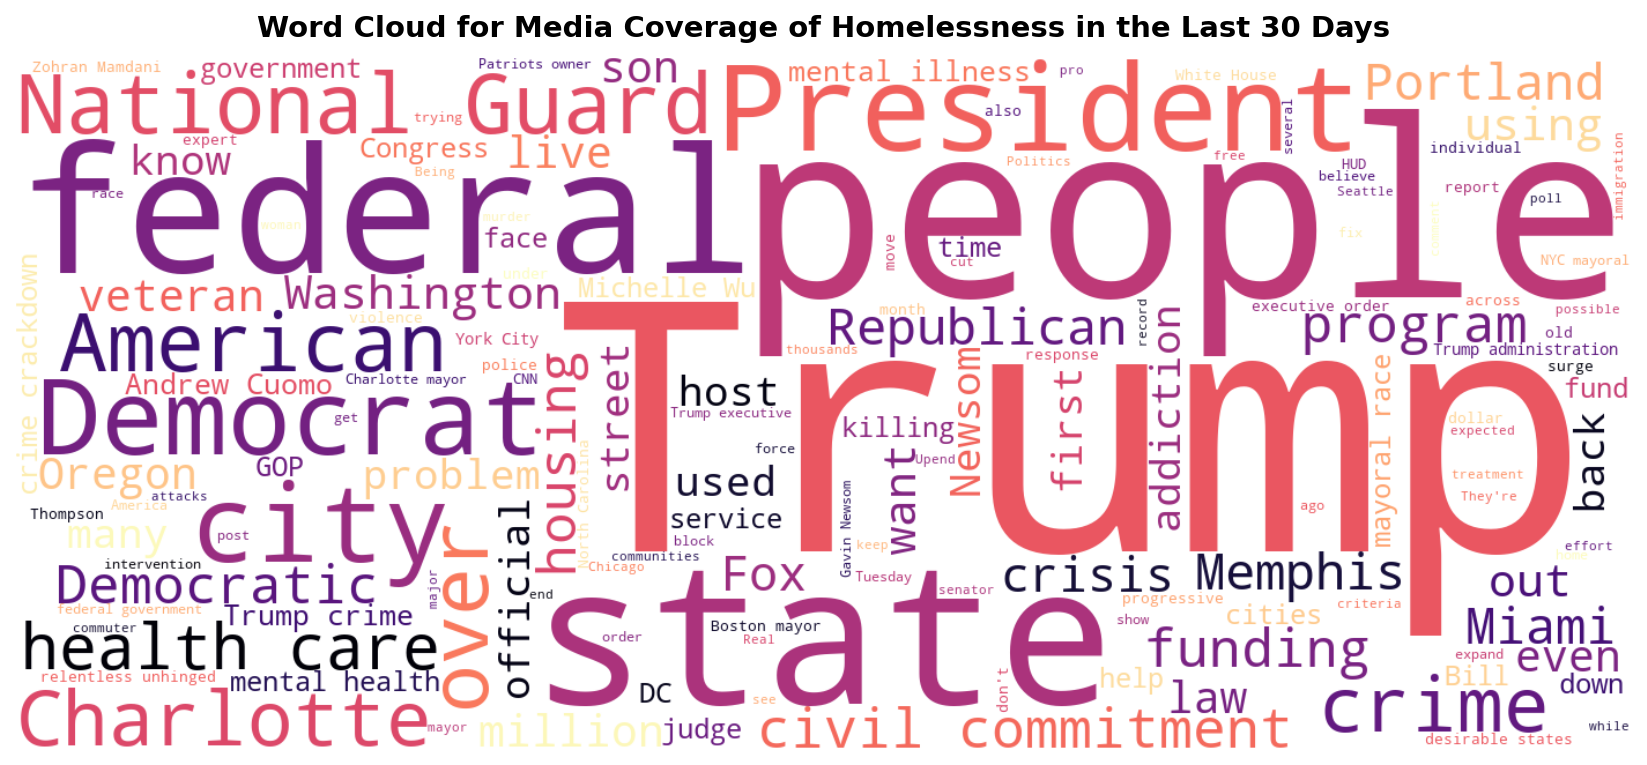 Word Cloud for Media Coverage of Homelessness in the Last 30 Days
Zohran Mamdani
government
Patriots owner
son
mental illness
pro
White House
Portland
National
Guard
President
trying
also
several
using
expert
know
Congress
live
Being
Politics
free
HUD
believe
Seattle
individual
immigration
federal
people
race
report
poll
woman
murder
face
time
move
cut
fix
comment
NYC mayoral
crime crackdown
under
veteran
Washington
Michelle Wu
month
record
executive order
across
possible
violence
American
York City
Republican
program
old
thousands
response
Trump administration
police
surge
Andrew Cuomo
Charlotte mayor
CNN
host
fund
Democrat
get
housing
street
Trump
Trump executive
killing
Newsom
first
addiction
mayoral race
dollar
expected
back
force
Upend
want
Oregon
GOP
problem
North Carolina
used
treatment
They're
attacks
America
Thompson
many
city
post
official
service
ago
block
Gavin Newsom
keep
effort
intervention
communities
Chicago
Tuesday
over
Democratic
major
end
Fox
senator
crisis
Memphis
out
federal government
Trump crime
state
progressive
cities
criteria
commuter
order
Boston mayor
Real
show
Miami
health care
funding
expand
even
relentless unhinged
mental health
DC
see
don't
help
law
Bill
down
Charlotte
mayor
million
judge
civil commitment
crime
while
desirable states